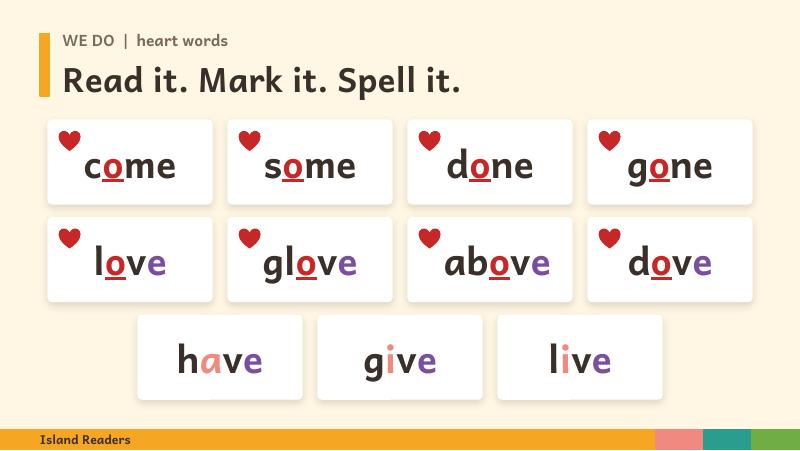 WE DO | heart words
Read it. Mark it. Spell it.
come some done gone
love glove above dove
have give live
Island Readers